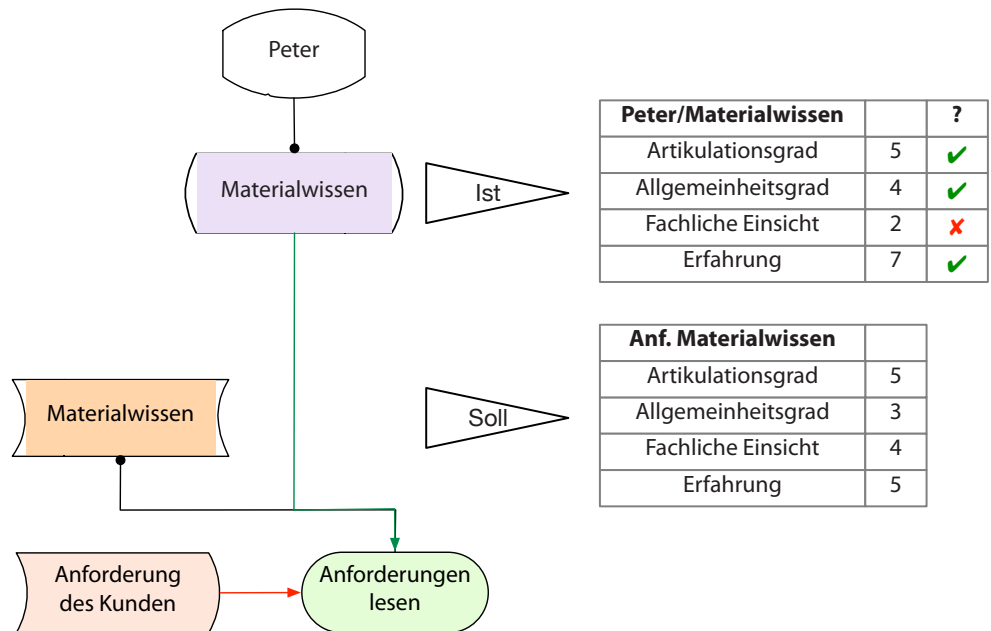 Peter
Materialwissen
Ist
Peter/Materialwissen ?
Artikulationsgrad 5 ✔
Allgemeinheitsgrad 4 ✔
Fachliche Einsicht 2 ✘
Erfahrung 7 ✔
Materialwissen
Soll
Anf. Materialwissen
Artikulationsgrad 5
Allgemeinheitsgrad 3
Fachliche Einsicht 4
Erfahrung 5
Anforderung
des Kunden
Anforderungen
lesen